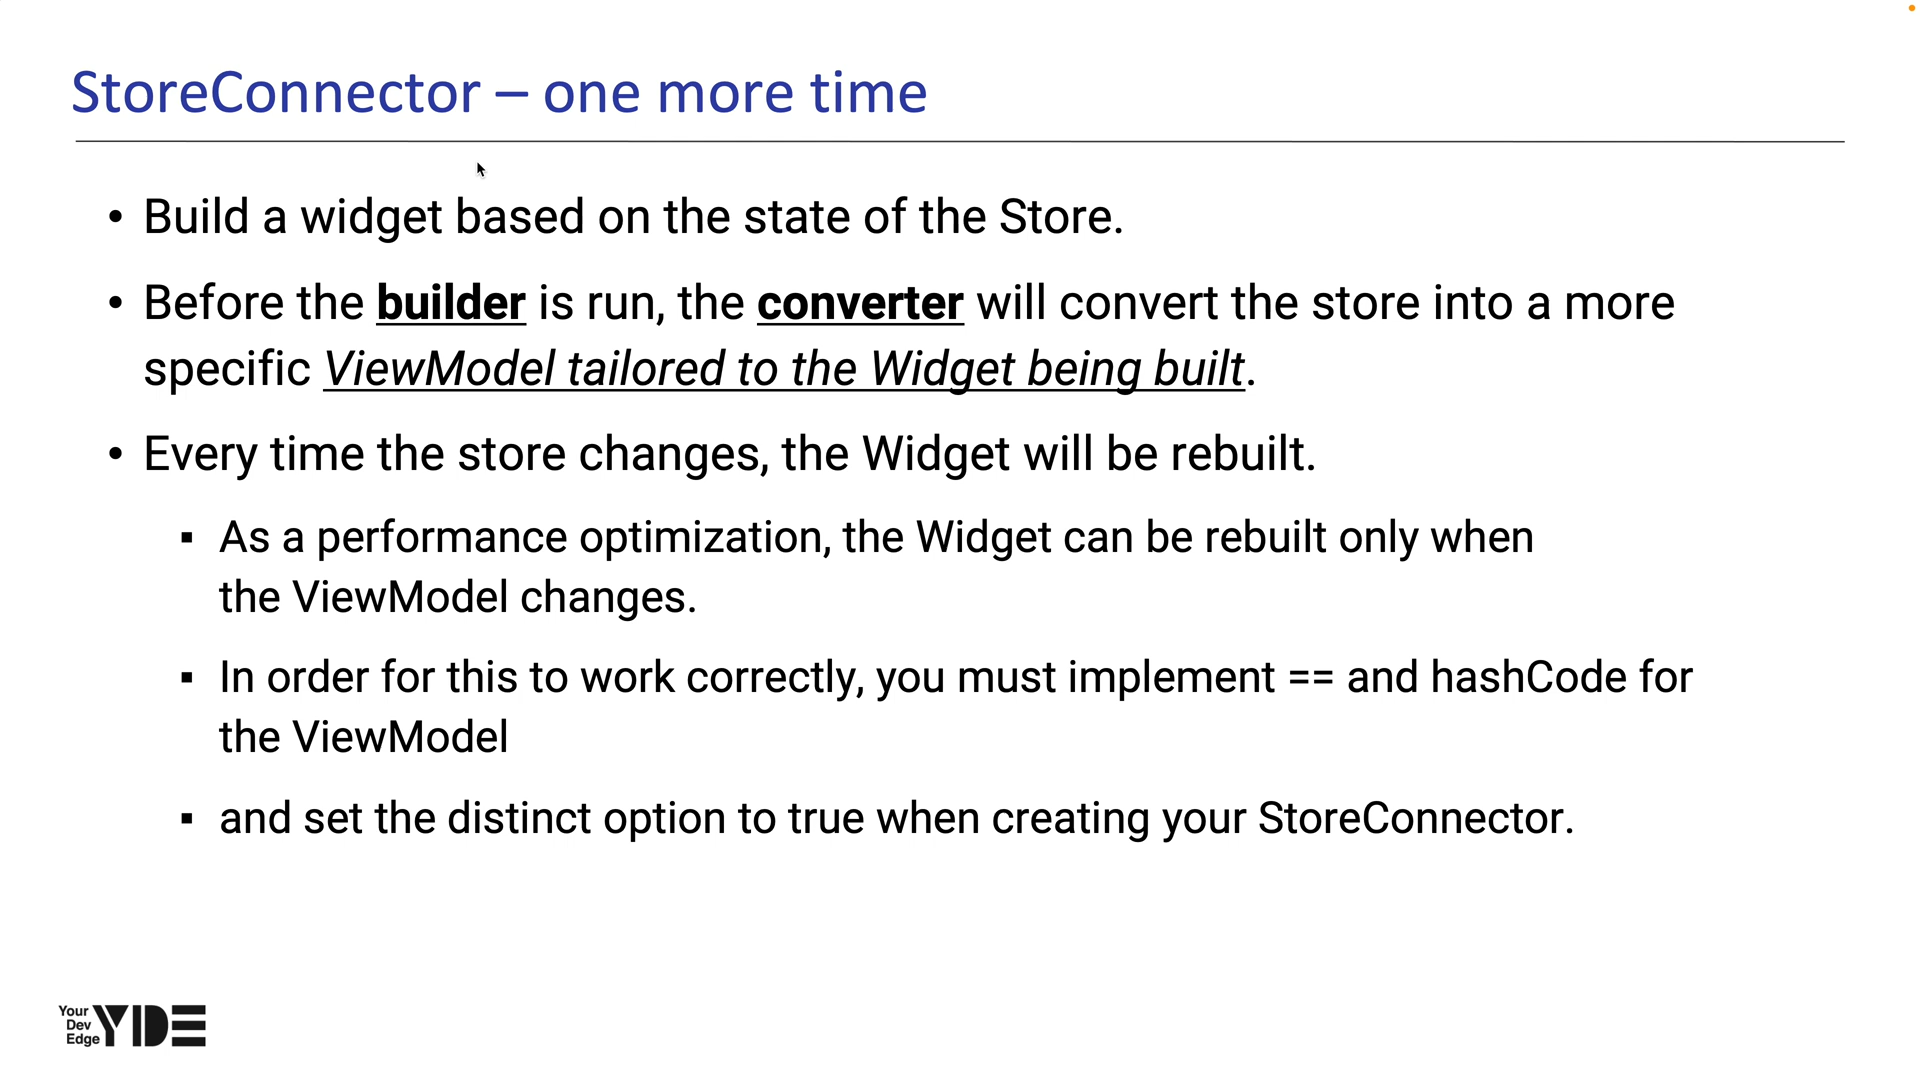 StoreConnector – one more time
• Build a widget based on the state of the Store.
• Before the builder is run, the converter will convert the store into a more
specific ViewModel tailored to the Widget being built.
• Every time the store changes, the Widget will be rebuilt.
▪ As a performance optimization, the Widget can be rebuilt only when
the ViewModel changes.
▪ In order for this to work correctly, you must implement == and hashCode for
the ViewModel
▪ and set the distinct option to true when creating your StoreConnector.
Your
Dev
Edge
YDE